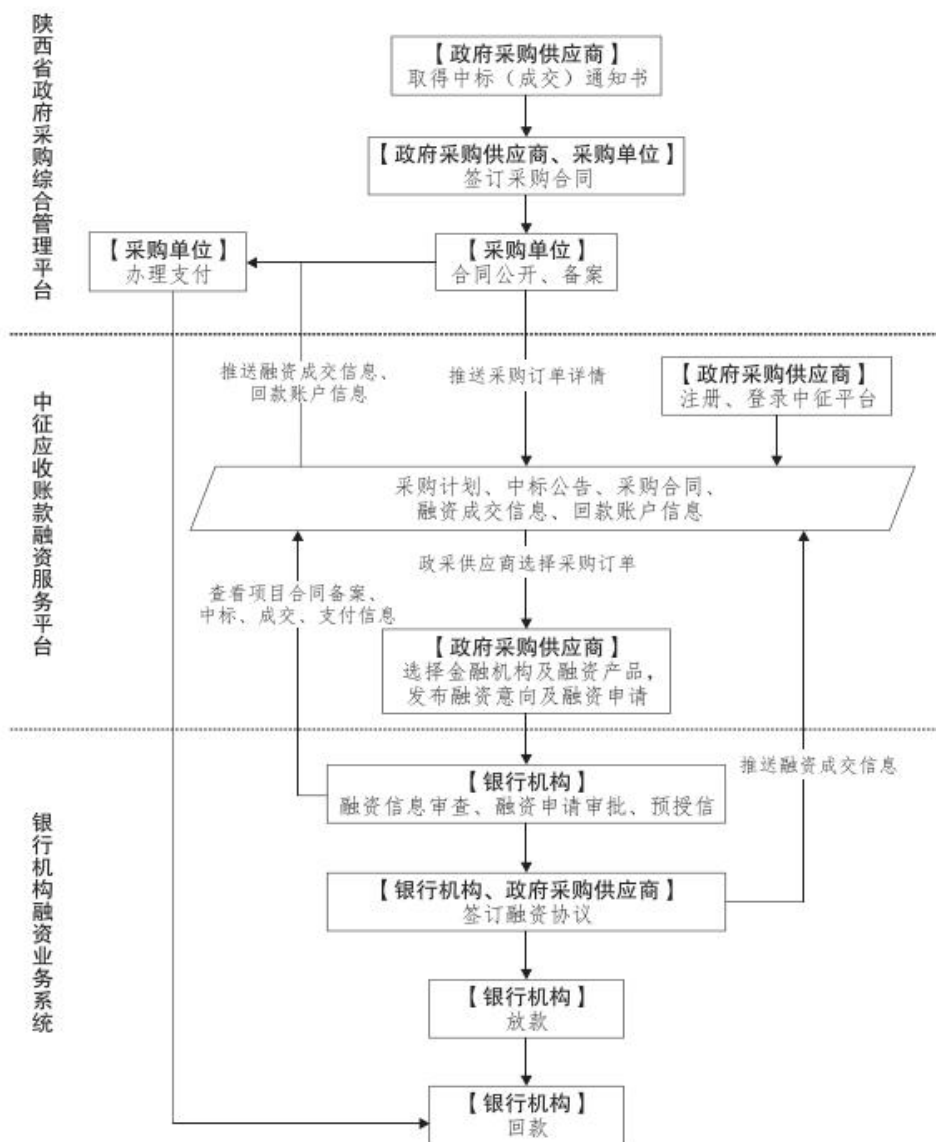 陕西省政府采购综合管理平台
【政府采购供应商】
取得中标（成交）通知书
【政府采购供应商、采购单位】
签订采购合同
【采购单位】
办理支付
【采购单位】
合同公开、备案
中征应收账款融资服务平台
推送融资成交信息、
回款账户信息
推送采购订单详情
【政府采购供应商】
注册、登录中征平台
采购计划、中标公告、采购合同、
融资成交信息、回款账户信息
政采供应商选择采购订单
查看项目合同备案、
中标、成交、支付信息
【政府采购供应商】
选择金融机构及融资产品，
发布融资意向及融资申请
银行机构融资业务系统
【银行机构】
融资信息审查、融资申请审批、预授信
推送融资成交信息
【银行机构、政府采购供应商】
签订融资协议
【银行机构】
放款
【银行机构】
回款